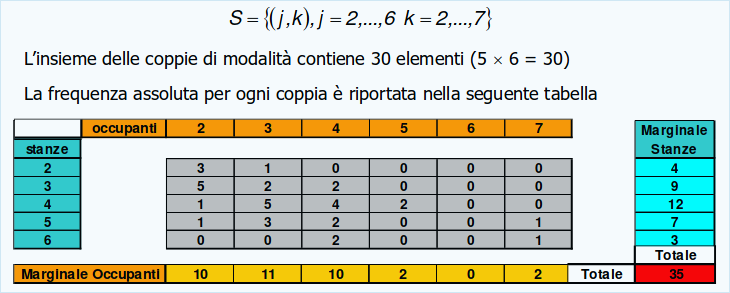 S = {(j,k), j = 2,...,6 k = 2,...,7}
L'insieme delle coppie di modalità contiene 30 elementi (5 × 6 = 30)
La frequenza assoluta per ogni coppia è riportata nella seguente tabella
occupanti 2 3 4 5 6 7 Marginale
stanze Stanze
2 3 1 0 0 0 0 4
3 5 2 2 0 0 0 9
4 1 5 4 2 0 0 12
5 1 3 2 0 0 1 7
6 0 0 2 0 0 1 3
Totale
Marginale Occupanti 10 11 10 2 0 2 Totale 35